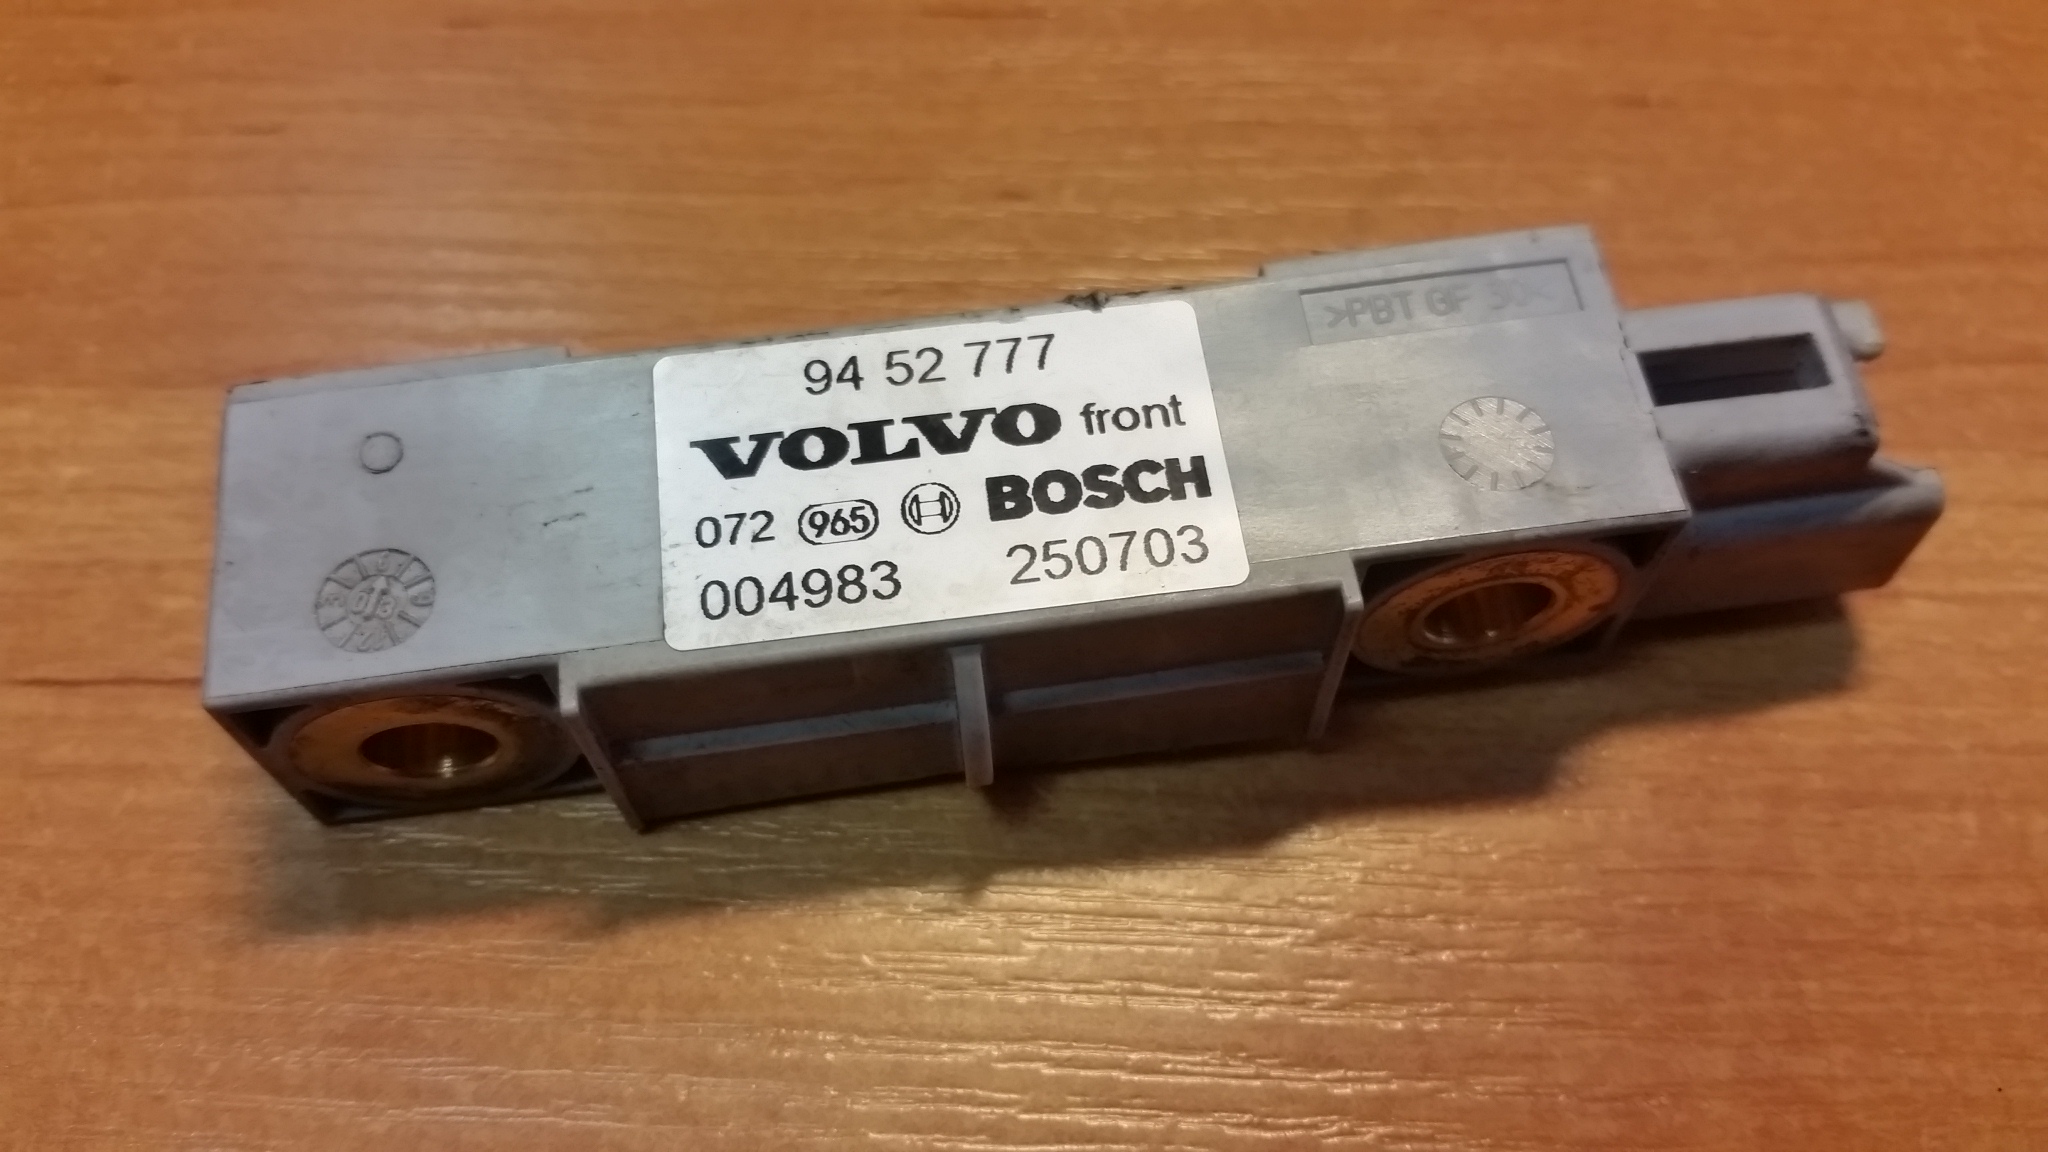 94 52 777
VOLVO front
072 965 BOSCH
004983 250703
>PBT GF 30<